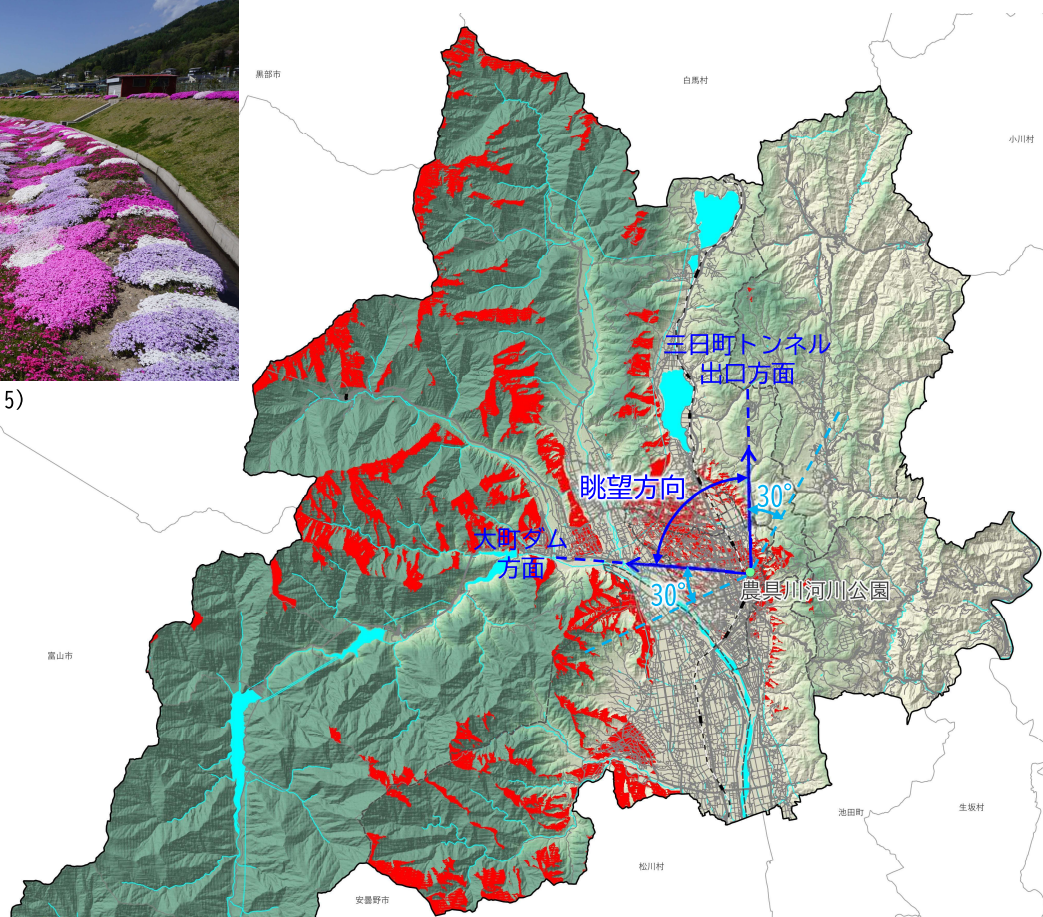 黒部市
白馬村
小川村
5)
三日町トンネル
出口方面
眺望方向
30°
大町ダム
方面
30°
農具川河川公園
富山市
池田町
生坂村
松川村
安曇野市